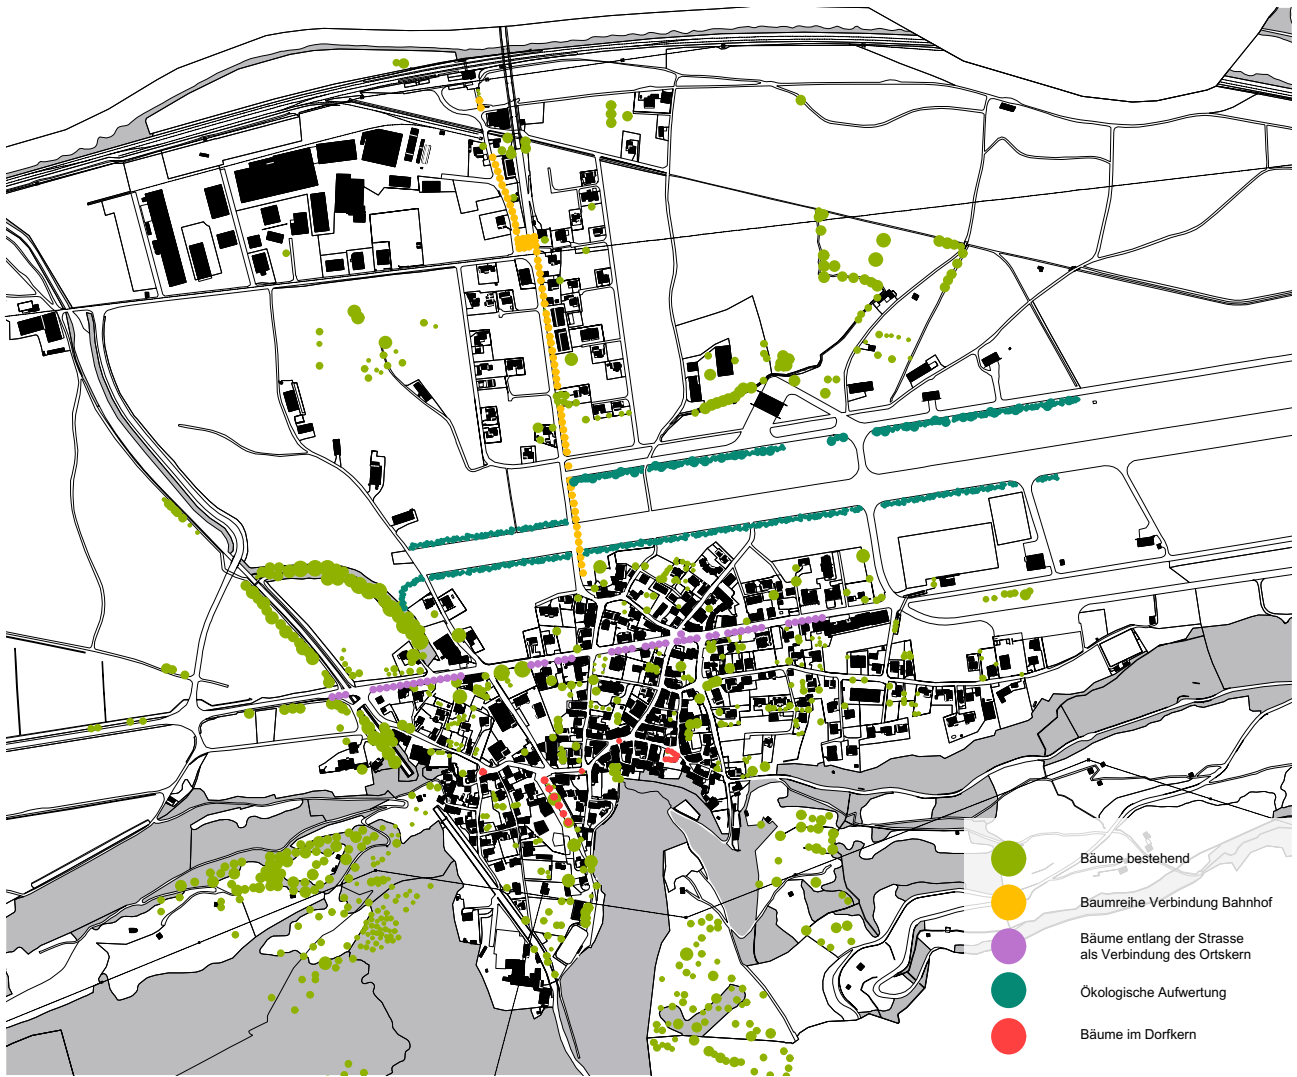 Bäume bestehend
Baumreihe Verbindung Bahnhof
Bäume entlang der Strasse
als Verbindung des Ortskern
Ökologische Aufwertung
Bäume im Dorfkern